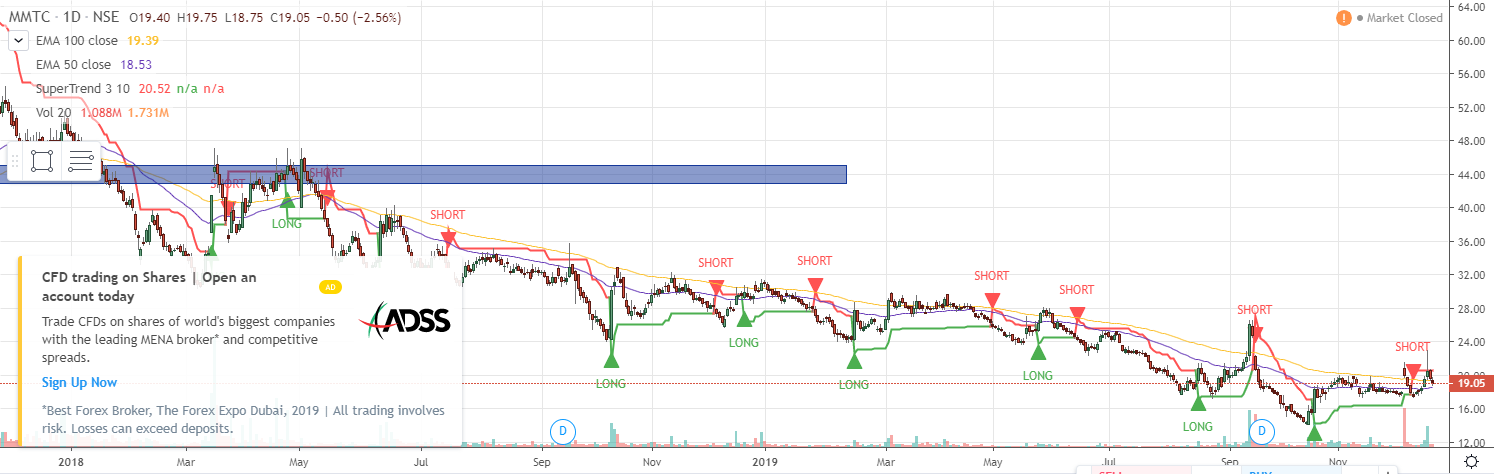 MMTC · 1D · NSE O19.40 H19.75 L18.75 C19.05 −0.50 (−2.56%)
! Market Closed
EMA 100 close 19.39
EMA 50 close 18.53
SuperTrend 3 10 20.52 n/a n/a
Vol 20 1.088M 1.731M
64.00
60.00
56.00
52.00
48.00
44.00
40.00
36.00
32.00
28.00
24.00
19.05
16.00
12.00
SHORT
SHORT
LONG
SHORT
SHORT
SHORT
SHORT
SHORT
SHORT
SHORT
LONG
LONG
LONG
LONG
LONG
CFD trading on Shares | Open an
account today
AD
Trade CFDs on shares of world's biggest companies
with the leading MENA broker* and competitive
spreads.
ADSS
Sign Up Now
*Best Forex Broker, The Forex Expo Dubai, 2019 | All trading involves
risk. Losses can exceed deposits.
D
D
2018 Mar May Jul Sep Nov 2019 Mar May Jul Sep Nov